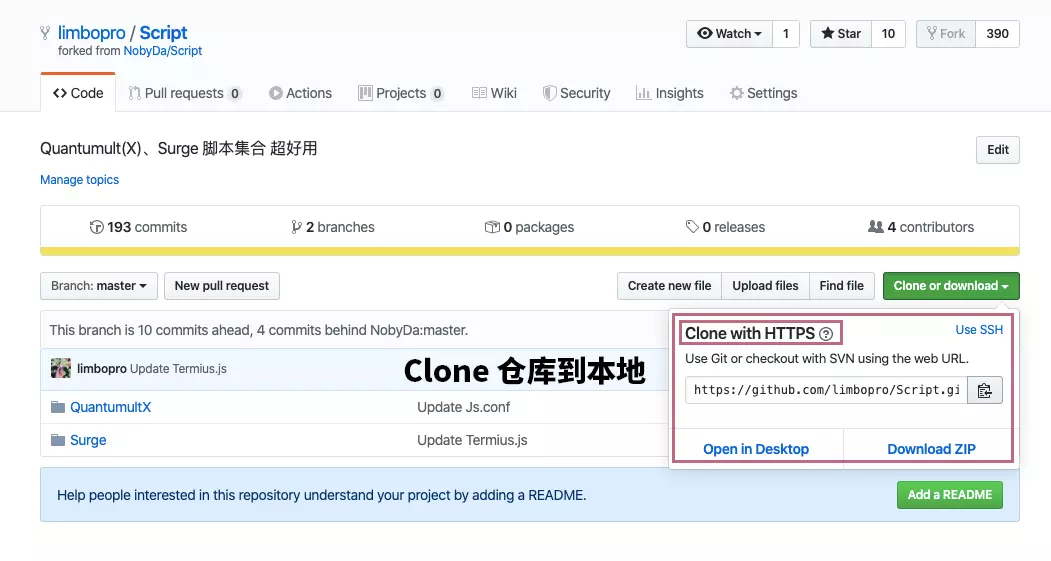 limbopro / Script
forked from NobyDa/Script
Watch 1
Star 10
Fork 390
Code
Pull requests 0
Actions
Projects 0
Wiki
Security
Insights
Settings
Quantumult(X)、Surge 脚本集合 超好用
Edit
Manage topics
193 commits
2 branches
0 packages
0 releases
4 contributors
Branch: master
New pull request
Create new file
Upload files
Find file
Clone or download
This branch is 10 commits ahead, 4 commits behind NobyDa:master.
limbopro Update Termius.js
Clone 仓库到本地
QuantumultX
Update Js.conf
Surge
Update Termius.js
Clone with HTTPS
Use SSH
Use Git or checkout with SVN using the web URL.
https://github.com/limbopro/Script.gi
Open in Desktop
Download ZIP
Help people interested in this repository understand your project by adding a README.
Add a README